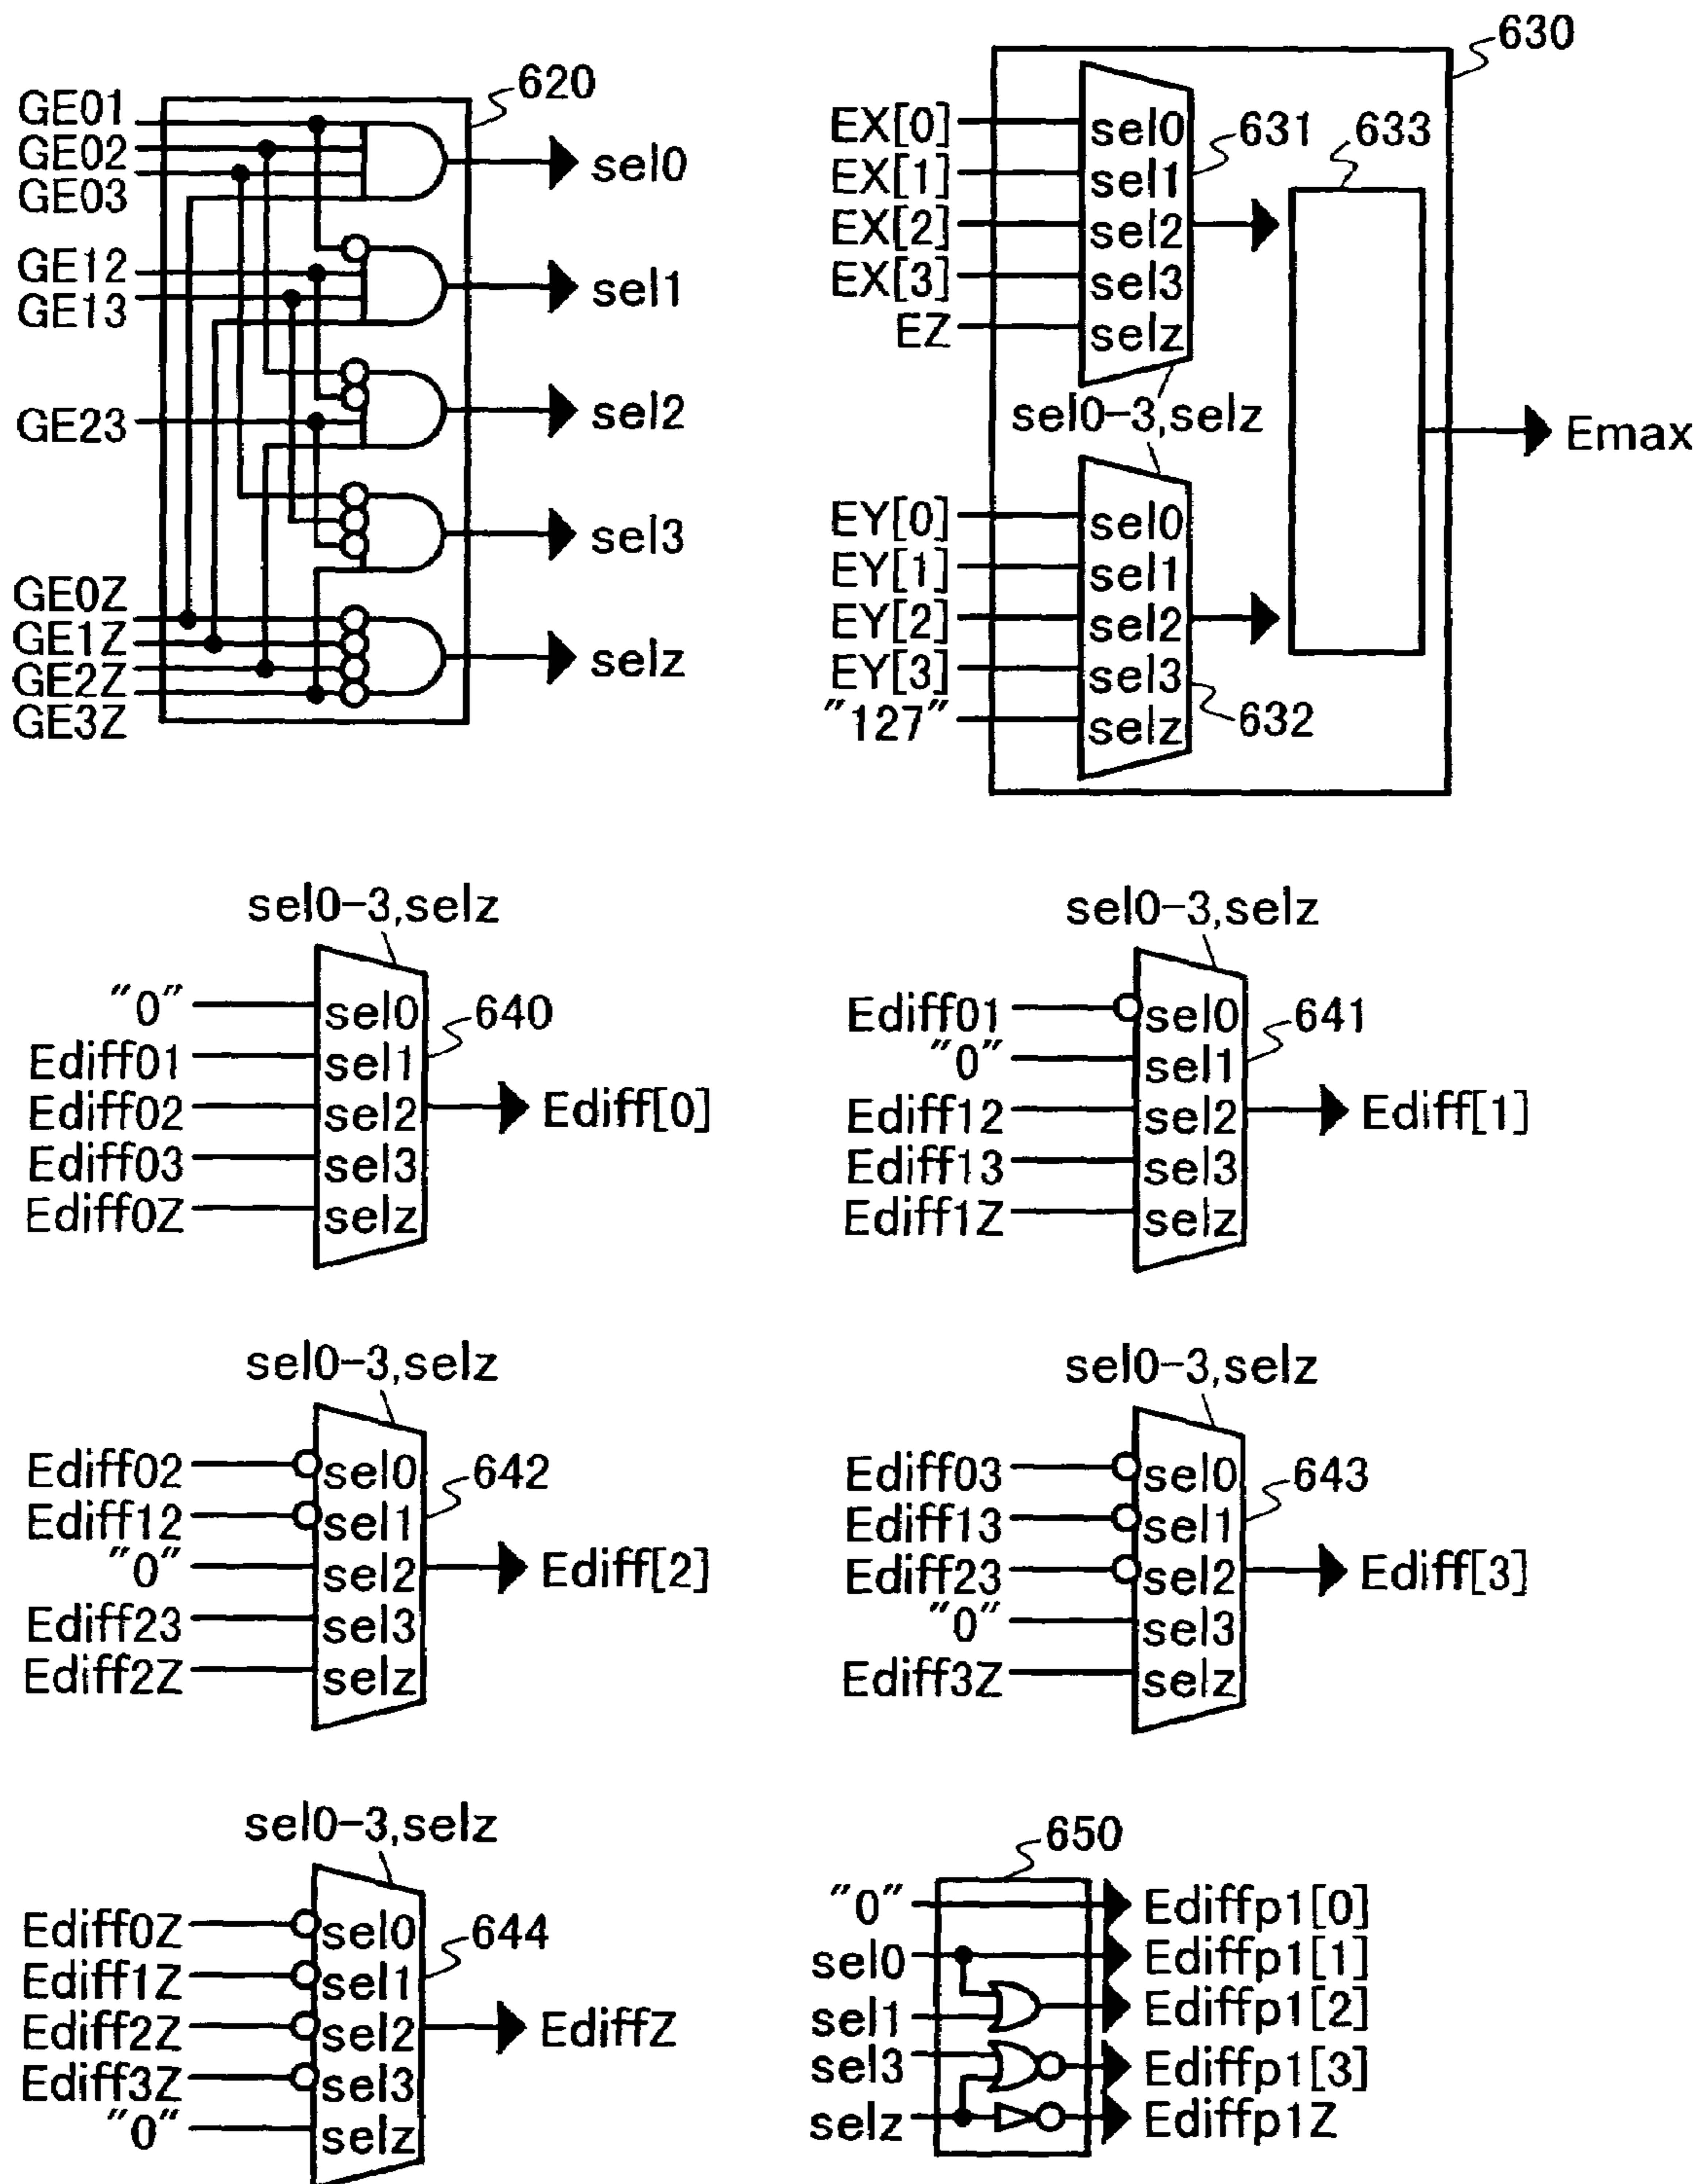 620
GE01
GE02
GE03
GE12
GE13
GE23
GE0Z
GE1Z
GE2Z
GE3Z
sel0
sel1
sel2
sel3
selz
630
EX[0]
EX[1]
EX[2]
EX[3]
EZ
sel0
sel1
sel2
sel3
selz
631
633
sel0-3,selz
Emax
EY[0]
EY[1]
EY[2]
EY[3]
"127"
sel0
sel1
sel2
sel3
selz
632
sel0-3,selz
"0"
Ediff01
Ediff02
Ediff03
Ediff0Z
sel0
sel1
sel2
sel3
selz
640
Ediff[0]
sel0-3,selz
Ediff01
"0"
Ediff12
Ediff13
Ediff1Z
sel0
sel1
sel2
sel3
selz
641
Ediff[1]
sel0-3,selz
Ediff02
Ediff12
"0"
Ediff23
Ediff2Z
sel0
sel1
sel2
sel3
selz
642
Ediff[2]
sel0-3,selz
Ediff03
Ediff13
Ediff23
"0"
Ediff3Z
sel0
sel1
sel2
sel3
selz
643
Ediff[3]
sel0-3,selz
Ediff0Z
Ediff1Z
Ediff2Z
Ediff3Z
"0"
sel0
sel1
sel2
sel3
selz
644
EdiffZ
650
"0"
sel0
sel1
sel3
selz
Ediffp1[0]
Ediffp1[1]
Ediffp1[2]
Ediffp1[3]
Ediffp1Z